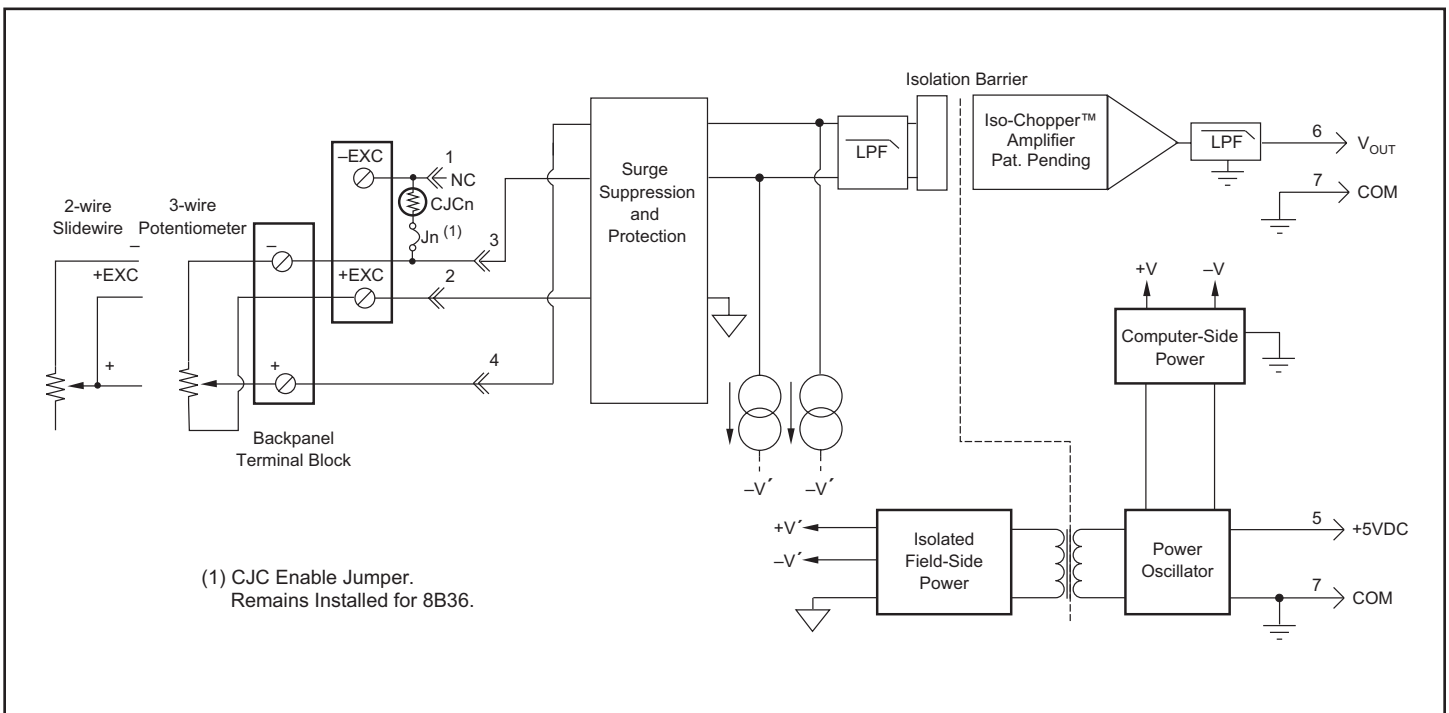 Isolation Barrier
Iso-Chopper™
Amplifier
Pat. Pending
LPF
LPF
6
V_OUT
7
COM
–EXC
1
NC
CJCn
Jn (1)
3
2
4
+EXC
2-wire
Slidewire
3-wire
Potentiometer
–
+EXC
+
–
+
Backpanel
Terminal Block
Surge
Suppression
and
Protection
–V´
–V´
+V
–V
Computer-Side
Power
+V´
–V´
Isolated
Field-Side
Power
Power
Oscillator
5
+5VDC
7
COM
(1) CJC Enable Jumper.
Remains Installed for 8B36.